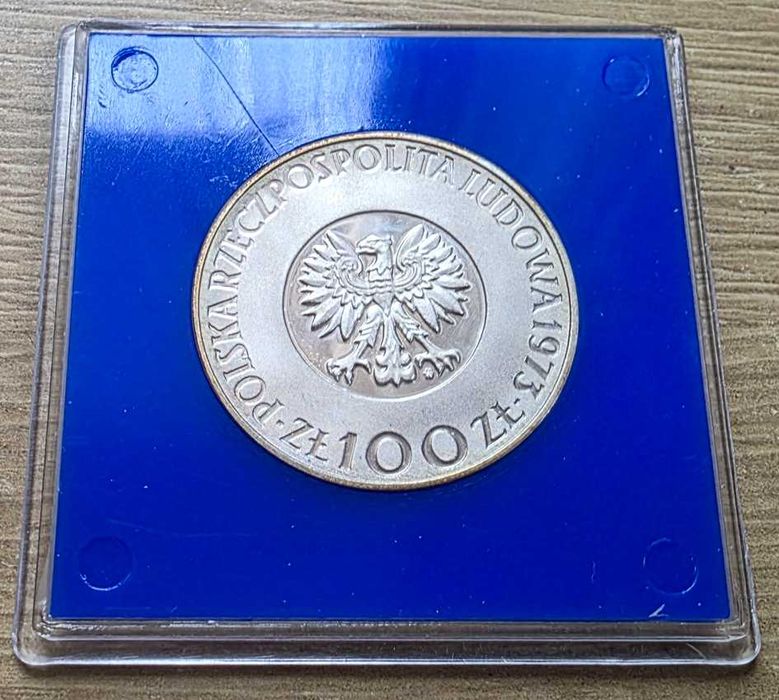 POLSKA RZECZPOSPOLITA LUDOWA 1973
· ZŁ 100 ZŁ ·